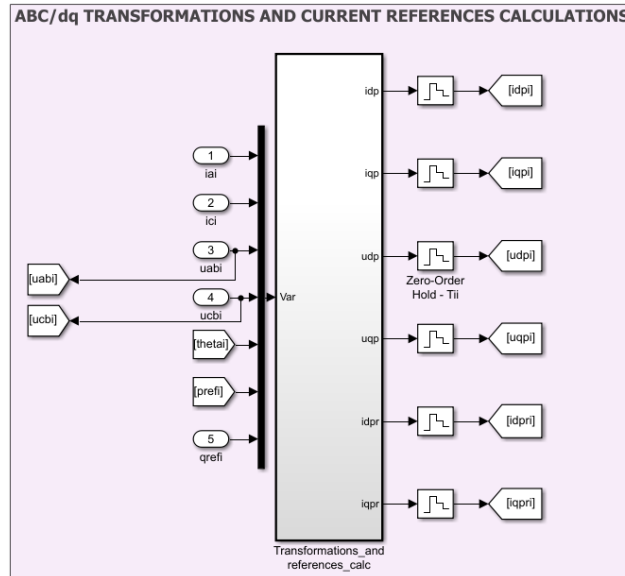 ABC/dq TRANSFORMATIONS AND CURRENT REFERENCES CALCULATIONS
idp
[idpi]
1
iai
iqp
[iqpi]
2
ici
3
uabi
udp
[udpi]
Zero-Order
Hold - Tii
[uabi]
4
ucbi
Var
[ucbi]
[thetai]
uqp
[uqpi]
[prefi]
idpr
[idpri]
5
qrefi
iqpr
[iqpri]
Transformations_and
references_calc